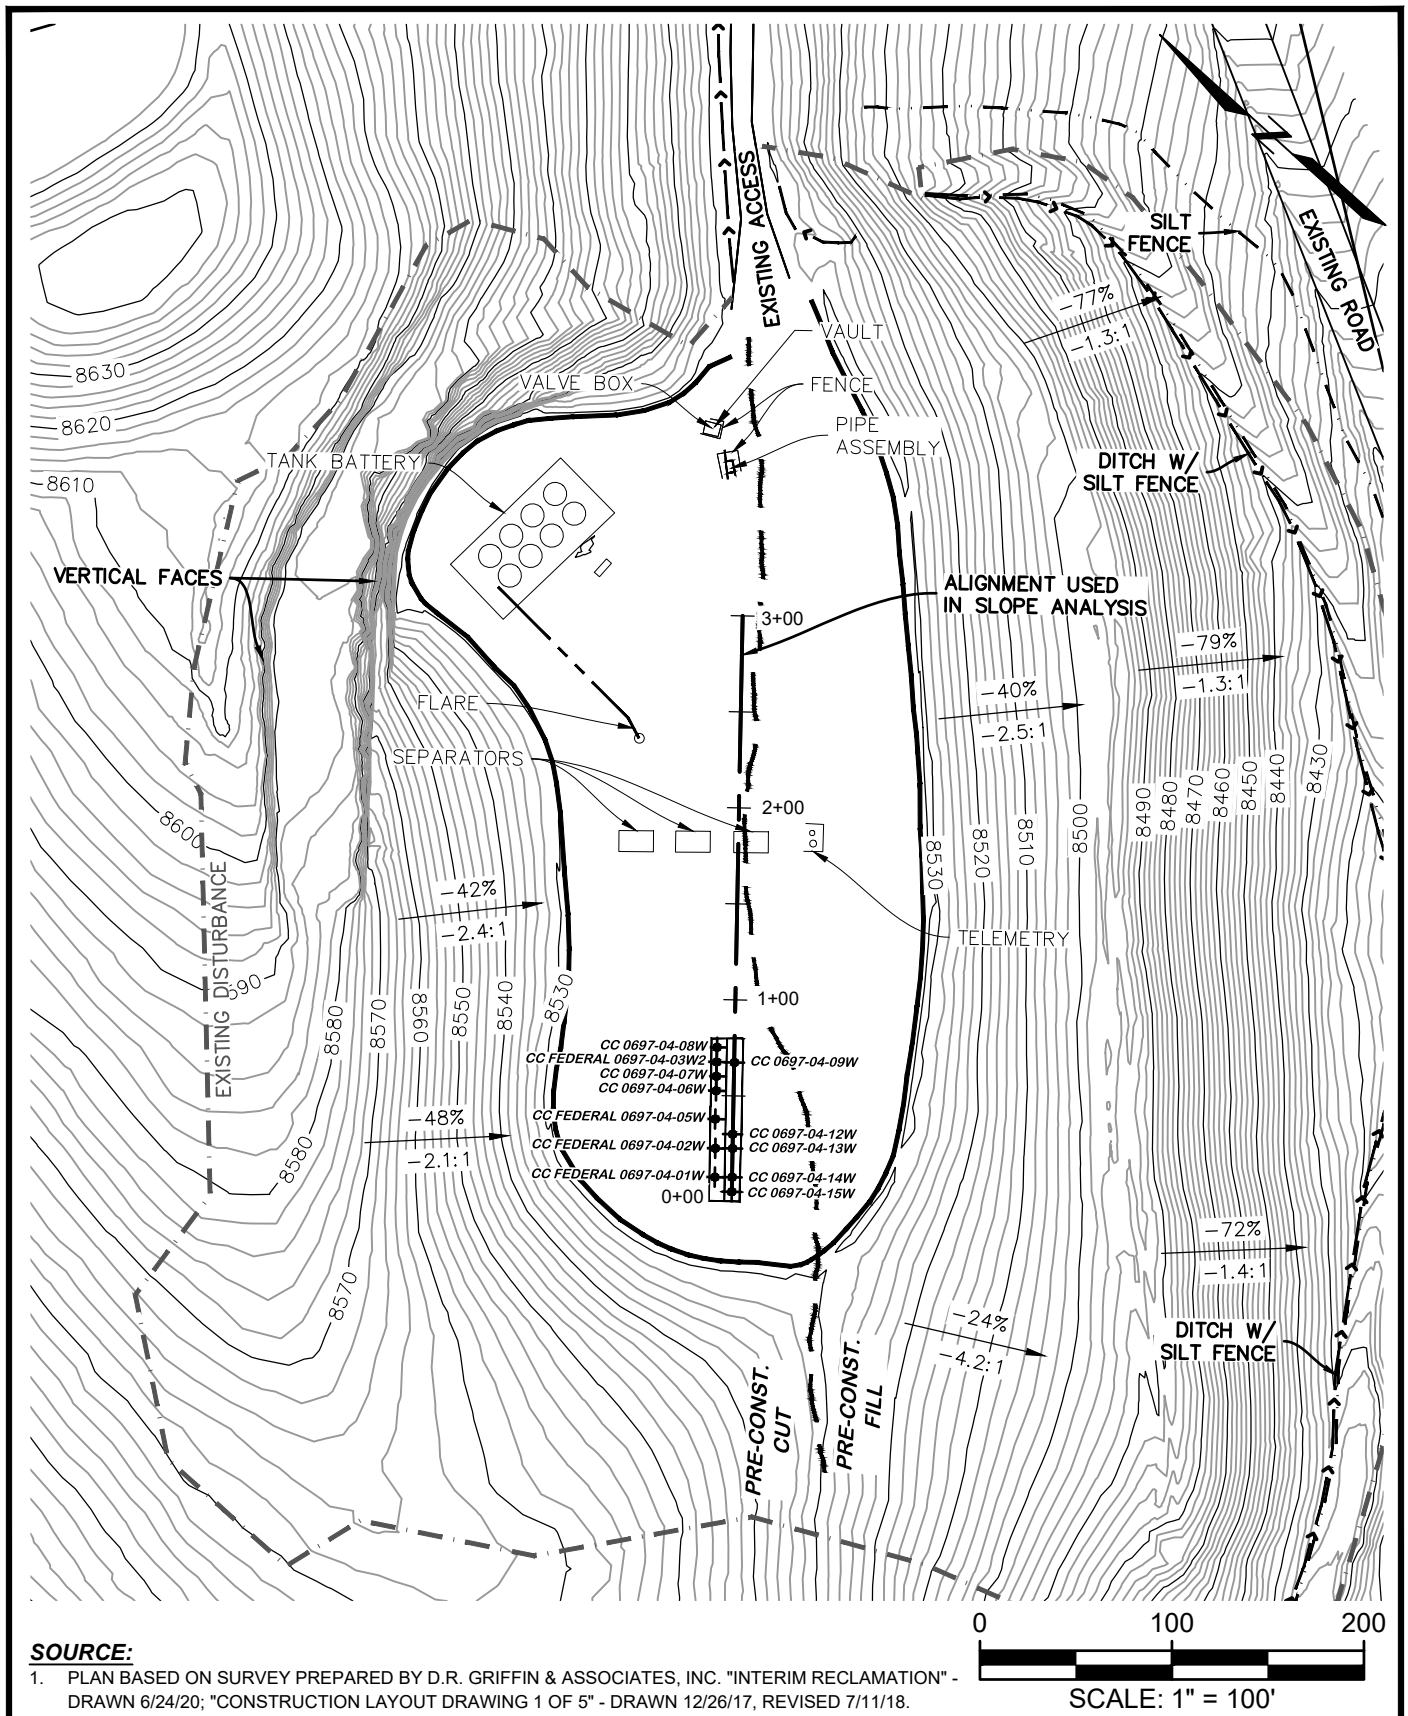 EXISTING ACCESS
SILT
FENCE
EXISTING ROAD
-77%
-1.3:1
VAULT
VALVE BOX
FENCE
PIPE
ASSEMBLY
8630
8620
-8610
TANK BATTERY
DITCH W/
SILT FENCE
VERTICAL FACES
ALIGNMENT USED
IN SLOPE ANALYSIS
3+00
-79%
-1.3:1
-40%
-2.5:1
FLARE
SEPARATORS
2+00
8600
8530
8520
8510
8500
8490
8480
8470
8460
8450
8440
8430
-42%
-2.4:1
TELEMETRY
EXISTING DISTURBANCE
590
8580
8570
8560
8550
8540
8530
1+00
CC 0697-04-08W
CC FEDERAL 0697-04-03W2
CC 0697-04-09W
CC 0697-04-07W
CC 0697-04-06W
CC FEDERAL 0697-04-05W
CC 0697-04-12W
CC FEDERAL 0697-04-02W
CC 0697-04-13W
CC FEDERAL 0697-04-01W
CC 0697-04-14W
CC 0697-04-15W
0+00
-48%
-2.1:1
8580
8570
-72%
-1.4:1
-24%
-4.2:1
DITCH W/
SILT FENCE
PRE-CONST.
CUT
PRE-CONST.
FILL
0 100 200
SCALE: 1" = 100'
SOURCE:
1. PLAN BASED ON SURVEY PREPARED BY D.R. GRIFFIN & ASSOCIATES, INC. "INTERIM RECLAMATION" -
DRAWN 6/24/20; "CONSTRUCTION LAYOUT DRAWING 1 OF 5" - DRAWN 12/26/17, REVISED 7/11/18.